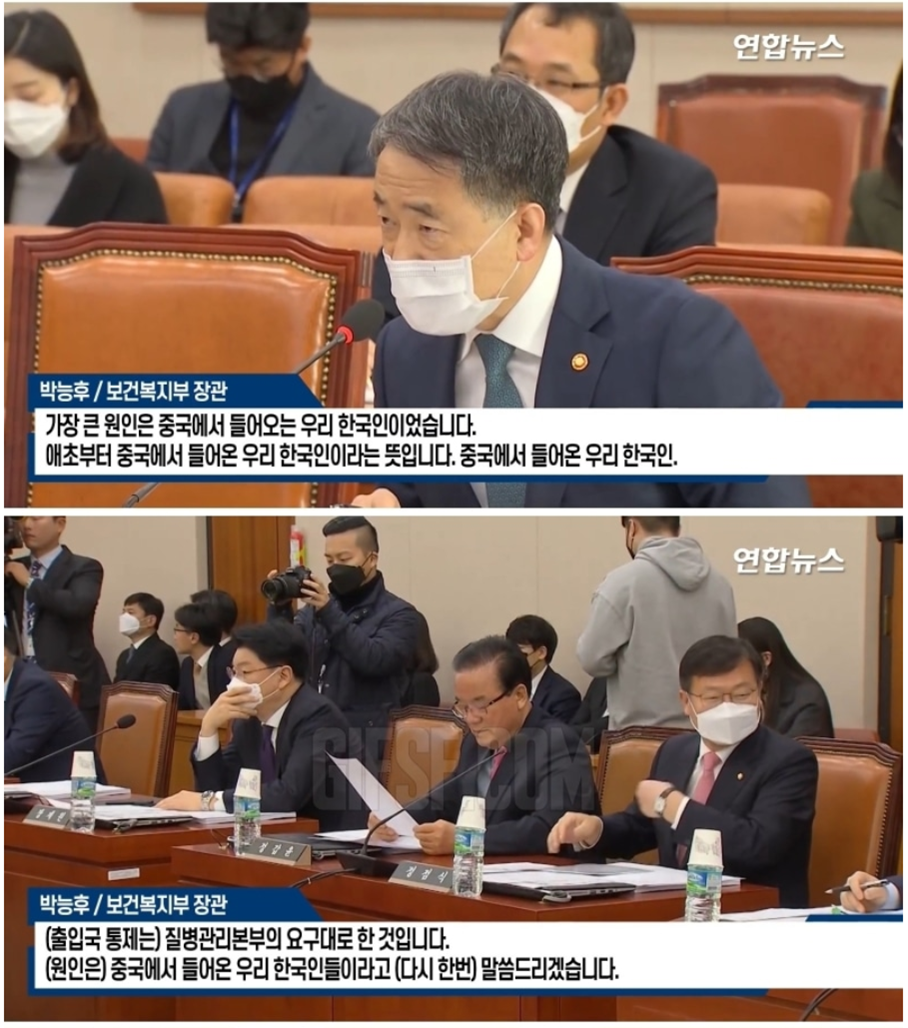 연합뉴스
박능후 / 보건복지부 장관
가장 큰 원인은 중국에서 들어오는 우리 한국인이었습니다.
애초부터 중국에서 들어온 우리 한국인이라는 뜻입니다. 중국에서 들어온 우리 한국인.
연합뉴스
GIFSF.COM
박능후 / 보건복지부 장관
(출입국 통제는) 질병관리본부의 요구대로 한 것입니다.
(원인은) 중국에서 들어온 우리 한국인들이라고 (다시 한번) 말씀드리겠습니다.